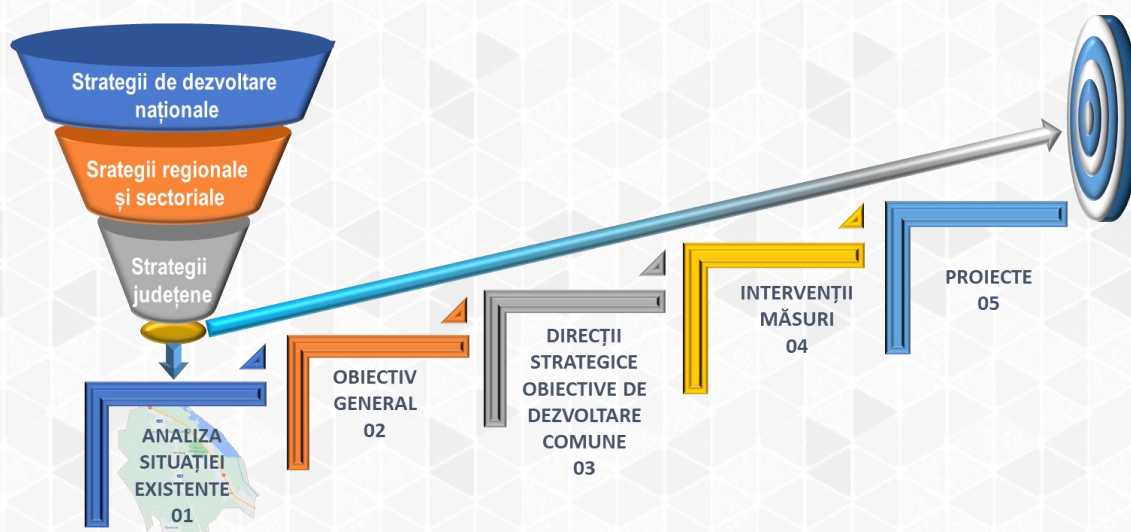 Strategii de dezvoltare
naționale
Srategii regionale
și sectoriale
Strategii
județene
ANALIZA
SITUAȚIEI
EXISTENTE
01
OBIECTIV
GENERAL
02
DIRECȚII
STRATEGICE
OBIECTIVE DE
DEZVOLTARE
COMUNE
03
INTERVENȚII
MĂSURI
04
PROIECTE
05